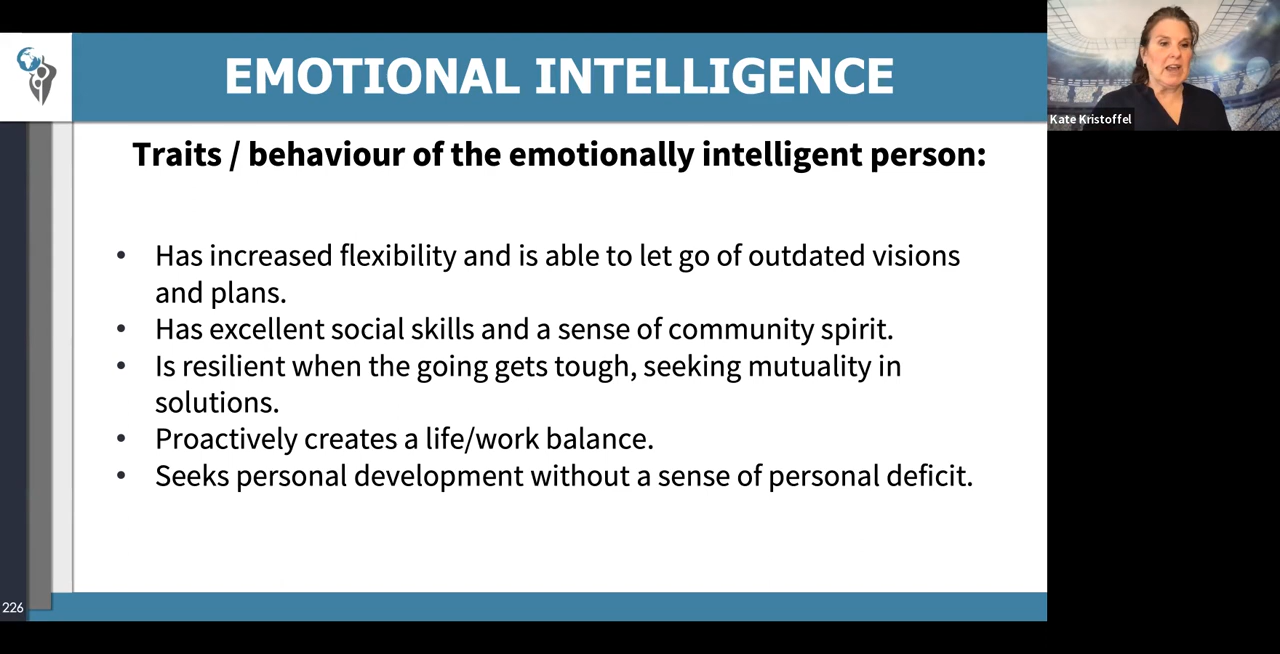 EMOTIONAL INTELLIGENCE
Kate Kristoffel
Traits / behaviour of the emotionally intelligent person:
• Has increased flexibility and is able to let go of outdated visions
and plans.
• Has excellent social skills and a sense of community spirit.
• Is resilient when the going gets tough, seeking mutuality in
solutions.
• Proactively creates a life/work balance.
• Seeks personal development without a sense of personal deficit.
226